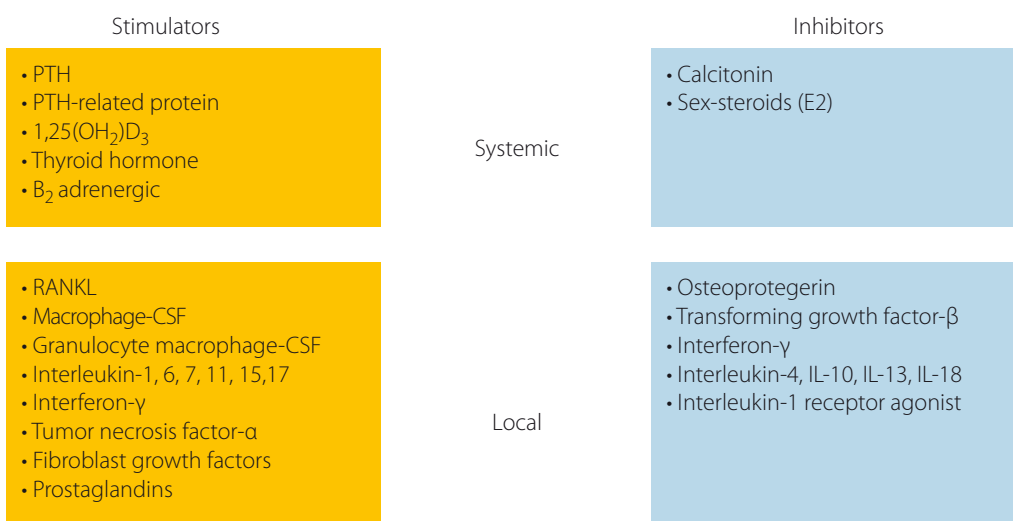 Stimulators
Inhibitors
• PTH
• PTH-related protein
• 1,25(OH₂)D₃
• Thyroid hormone
• B₂ adrenergic
Systemic
• Calcitonin
• Sex-steroids (E2)
• RANKL
• Macrophage-CSF
• Granulocyte macrophage-CSF
• Interleukin-1, 6, 7, 11, 15,17
• Interferon-γ
• Tumor necrosis factor-α
• Fibroblast growth factors
• Prostaglandins
Local
• Osteoprotegerin
• Transforming growth factor-β
• Interferon-γ
• Interleukin-4, IL-10, IL-13, IL-18
• Interleukin-1 receptor agonist